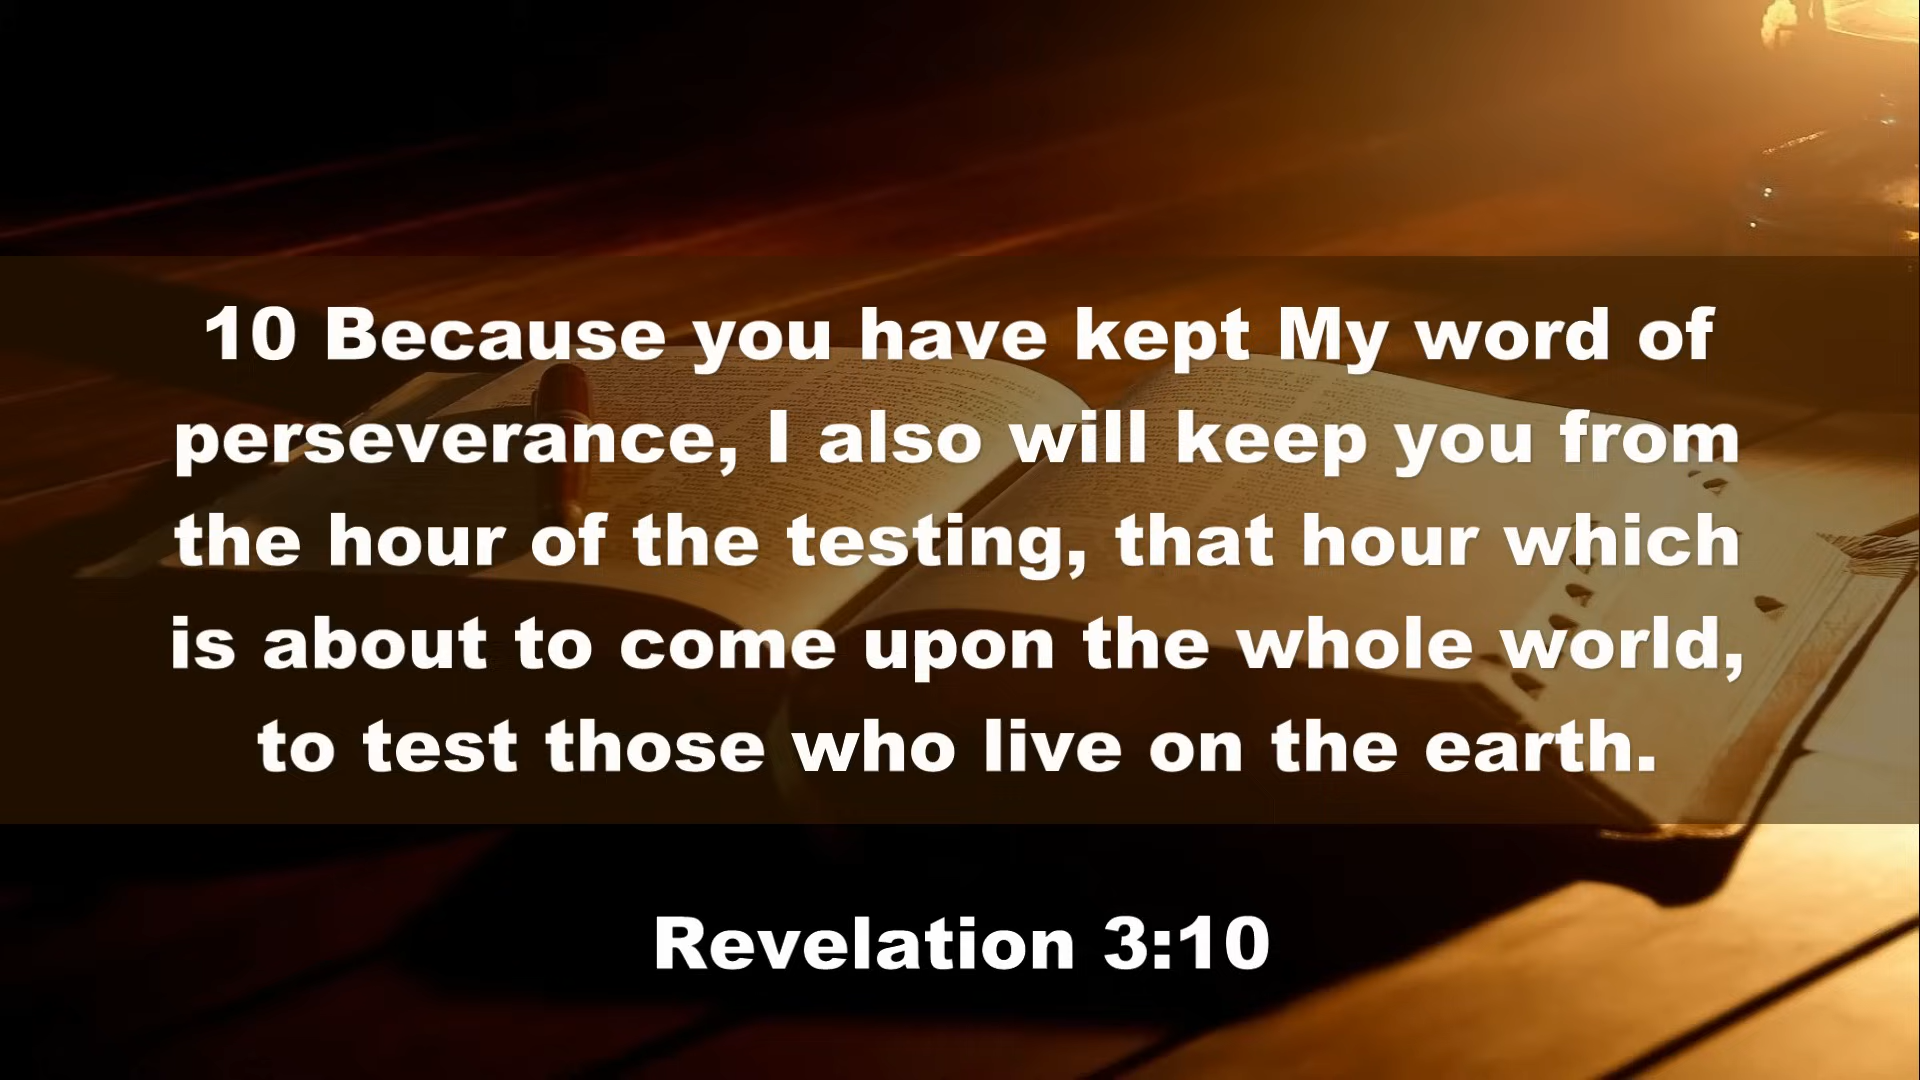 10 Because you have kept My word of
perseverance, I also will keep you from
the hour of the testing, that hour which
is about to come upon the whole world,
to test those who live on the earth.
Revelation 3:10